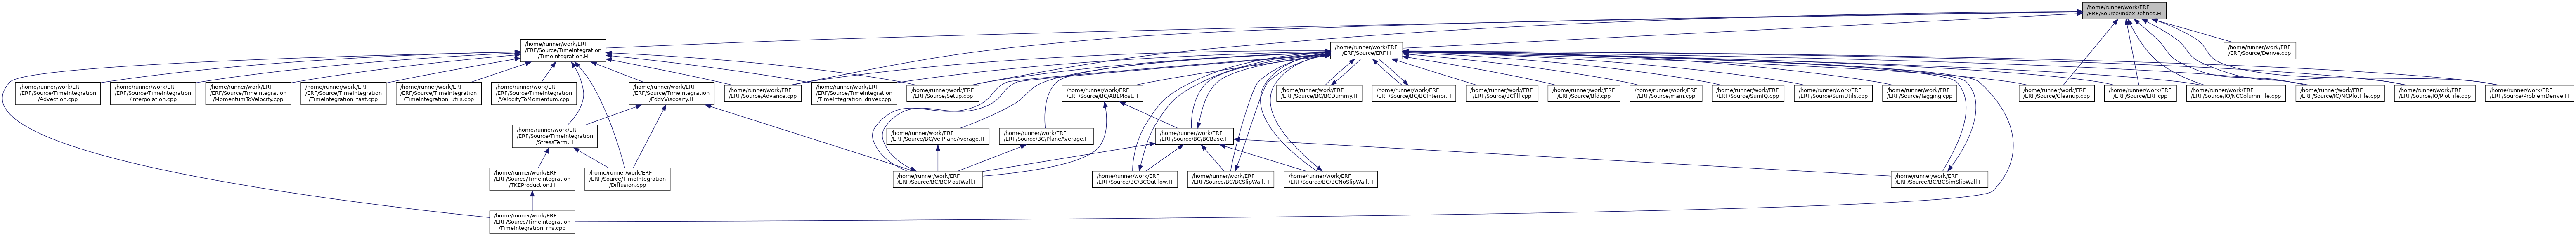 /home/runner/work/ERF
/ERF/Source/IndexDefines.H
/home/runner/work/ERF
/ERF/Source/TimeIntegration
/TimeIntegration.H
/home/runner/work/ERF
/ERF/Source/ERF.H
/home/runner/work/ERF
/ERF/Source/Derive.cpp
/home/runner/work/ERF
/ERF/Source/TimeIntegration
/Advection.cpp
/home/runner/work/ERF
/ERF/Source/TimeIntegration
/Interpolation.cpp
/home/runner/work/ERF
/ERF/Source/TimeIntegration
/MomentumToVelocity.cpp
/home/runner/work/ERF
/ERF/Source/TimeIntegration
/TimeIntegration_fast.cpp
/home/runner/work/ERF
/ERF/Source/TimeIntegration
/TimeIntegration_utils.cpp
/home/runner/work/ERF
/ERF/Source/TimeIntegration
/VelocityToMomentum.cpp
/home/runner/work/ERF
/ERF/Source/TimeIntegration
/EddyViscosity.H
/home/runner/work/ERF
/ERF/Source/Advance.cpp
/home/runner/work/ERF
/ERF/Source/TimeIntegration
/TimeIntegration_driver.cpp
/home/runner/work/ERF
/ERF/Source/Setup.cpp
/home/runner/work/ERF
/ERF/Source/BC/ABLMost.H
/home/runner/work/ERF
/ERF/Source/BC/BCDummy.H
/home/runner/work/ERF
/ERF/Source/BC/BCInterior.H
/home/runner/work/ERF
/ERF/Source/BCfill.cpp
/home/runner/work/ERF
/ERF/Source/Bld.cpp
/home/runner/work/ERF
/ERF/Source/main.cpp
/home/runner/work/ERF
/ERF/Source/SumIQ.cpp
/home/runner/work/ERF
/ERF/Source/SumUtils.cpp
/home/runner/work/ERF
/ERF/Source/Tagging.cpp
/home/runner/work/ERF
/ERF/Source/Cleanup.cpp
/home/runner/work/ERF
/ERF/Source/ERF.cpp
/home/runner/work/ERF
/ERF/Source/IO/NCColumnFile.cpp
/home/runner/work/ERF
/ERF/Source/IO/NCPlotFile.cpp
/home/runner/work/ERF
/ERF/Source/IO/PlotFile.cpp
/home/runner/work/ERF
/ERF/Source/ProblemDerive.H
/home/runner/work/ERF
/ERF/Source/TimeIntegration
/StressTerm.H
/home/runner/work/ERF
/ERF/Source/BC/VelPlaneAverage.H
/home/runner/work/ERF
/ERF/Source/BC/PlaneAverage.H
/home/runner/work/ERF
/ERF/Source/BC/BCBase.H
/home/runner/work/ERF
/ERF/Source/TimeIntegration
/TKEProduction.H
/home/runner/work/ERF
/ERF/Source/TimeIntegration
/Diffusion.cpp
/home/runner/work/ERF
/ERF/Source/BC/BCMostWall.H
/home/runner/work/ERF
/ERF/Source/BC/BCOutflow.H
/home/runner/work/ERF
/ERF/Source/BC/BCSlipWall.H
/home/runner/work/ERF
/ERF/Source/BC/BCNoSlipWall.H
/home/runner/work/ERF
/ERF/Source/BC/BCSimSlipWall.H
/home/runner/work/ERF
/ERF/Source/TimeIntegration
/TimeIntegration_rhs.cpp